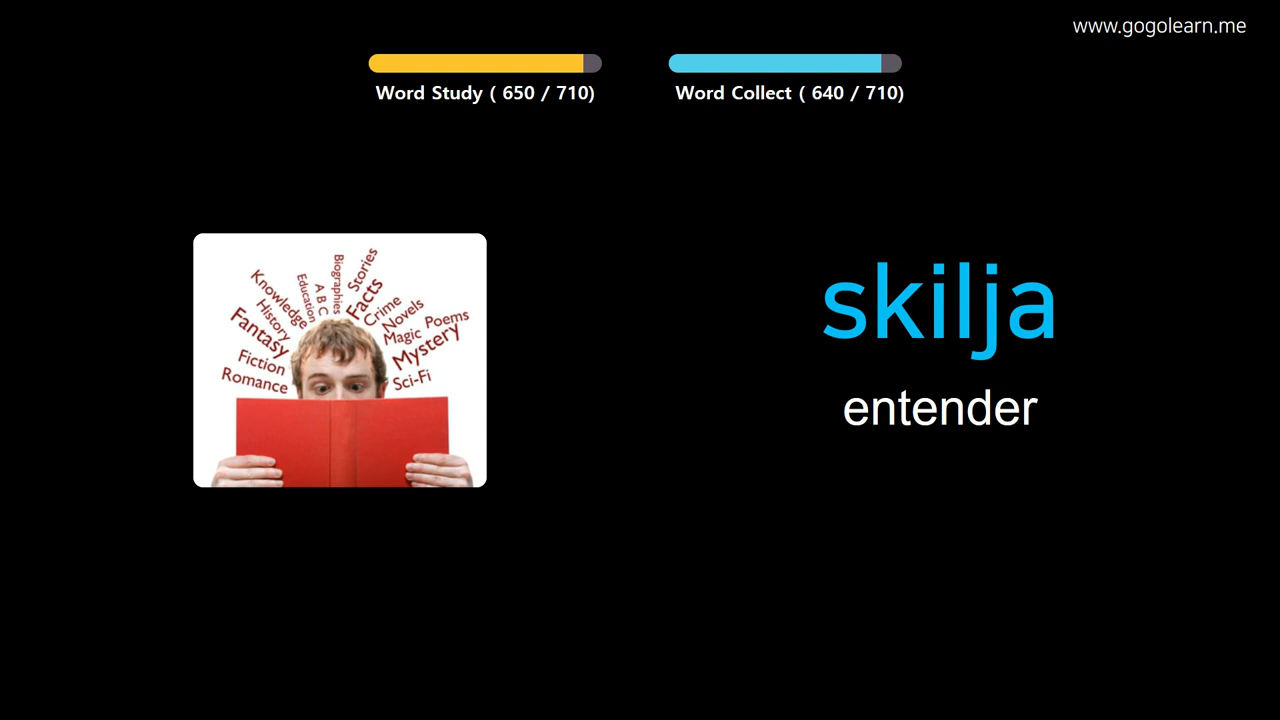 www.gogolearn.me
Word Study ( 650 / 710)
Word Collect ( 640 / 710)
Knowledge
History
Fantasy
Fiction
Romance
Education
A B C
Biographies
Stories
Facts
Crime
Novels
Magic
Poems
Mystery
Sci-Fi
skilja
entender